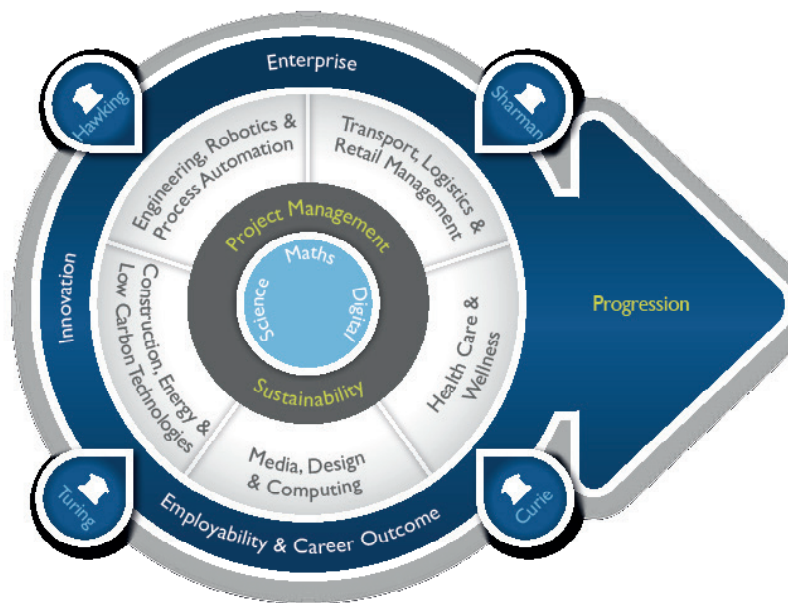 Enterprise
Hawking
Sharman
Engineering, Robotics &
Process Automation
Transport, Logistics &
Retail Management
Project Management
Maths
Science
Digital
Innovation
Progression
Construction, Energy &
Low Carbon Technologies
Health Care &
Wellness
Sustainability
Media, Design
& Computing
Turing
Curie
Employability & Career Outcome